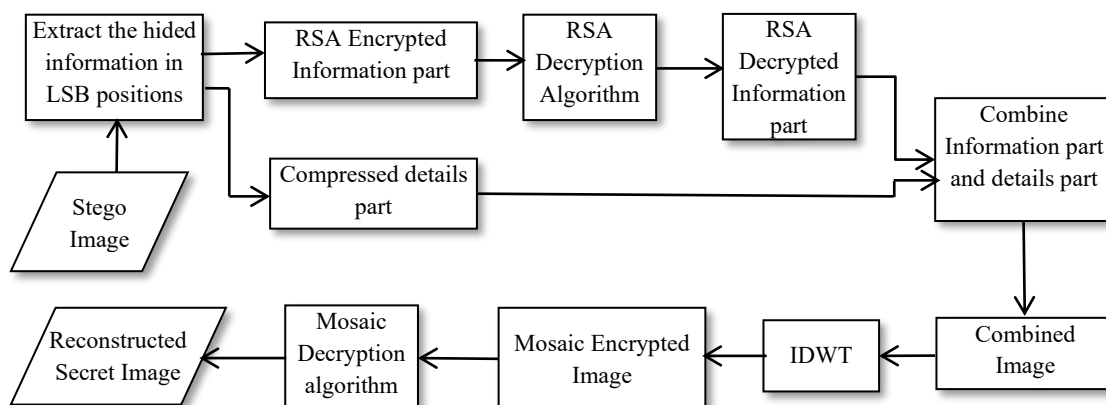 Extract the hided
information in
LSB positions
RSA Encrypted
Information part
RSA
Decryption
Algorithm
RSA
Decrypted
Information
part
Combine
Information part
and details part
Compressed details
part
Stego
Image
Reconstructed
Secret Image
Mosaic
Decryption
algorithm
Mosaic Encrypted
Image
IDWT
Combined
Image